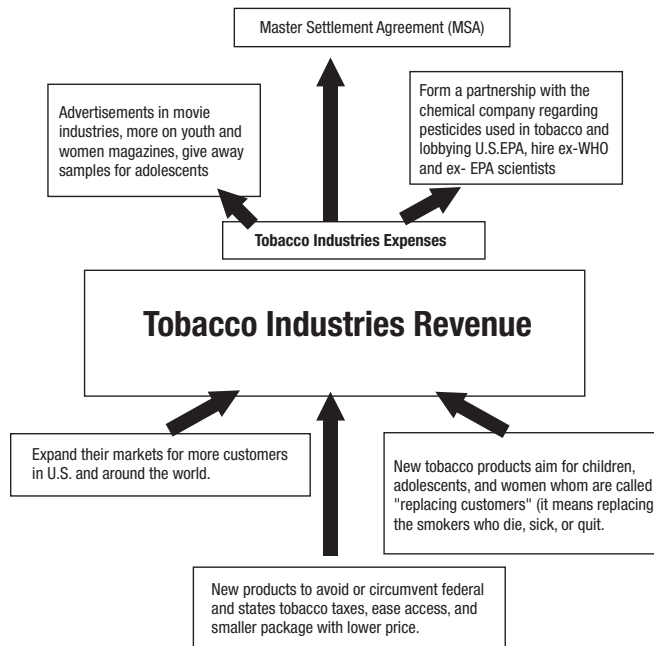 Master Settlement Agreement (MSA)
Advertisements in movie
industries, more on youth and
women magazines, give away
samples for adolescents
Form a partnership with the
chemical company regarding
pesticides used in tobacco and
lobbying U.S.EPA, hire ex-WHO
and ex- EPA scientists
Tobacco Industries Expenses
Tobacco Industries Revenue
Expand their markets for more customers
in U.S. and around the world.
New tobacco products aim for children,
adolescents, and women whom are called
"replacing customers" (it means replacing
the smokers who die, sick, or quit.
New products to avoid or circumvent federal
and states tobacco taxes, ease access, and
smaller package with lower price.